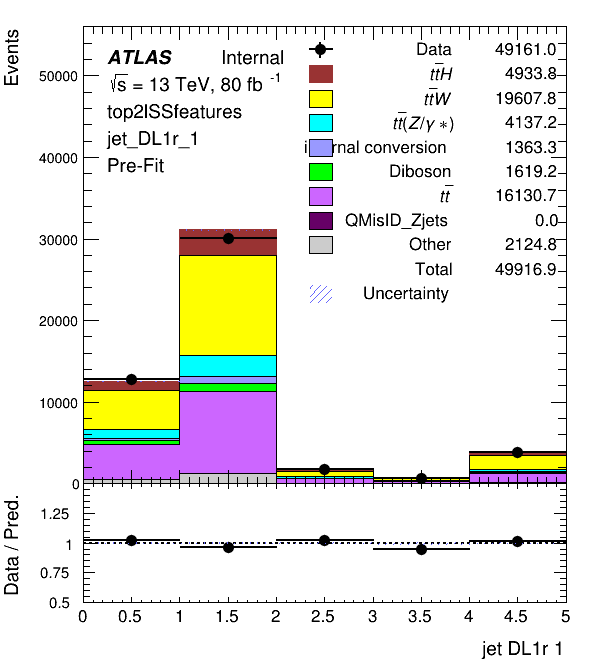 Events
ATLAS Internal
√s = 13 TeV, 80 fb -1
top2lSSfeatures
jet_DL1r_1
Pre-Fit
Data 49161.0
tt̅H 4933.8
tt̅W 19607.8
tt̅(Z/γ *) 4137.2
internal conversion 1363.3
Diboson 1619.2
tt̅ 16130.7
QMisID_Zjets 0.0
Other 2124.8
Total 49916.9
Uncertainty
50000
40000
30000
20000
10000
0
Data / Pred.
1.25
1
0.75
0.5
0 0.5 1 1.5 2 2.5 3 3.5 4 4.5 5
jet DL1r 1